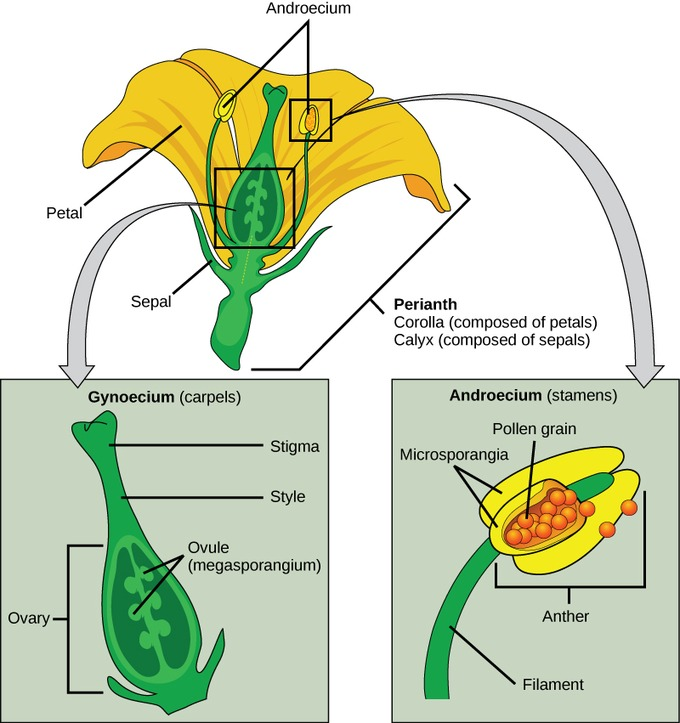 Androecium
Petal
Sepal
Perianth
Corolla (composed of petals)
Calyx (composed of sepals)
Gynoecium (carpels)
Stigma
Style
Ovule
(megasporangium)
Ovary
Androecium (stamens)
Pollen grain
Microsporangia
Anther
Filament